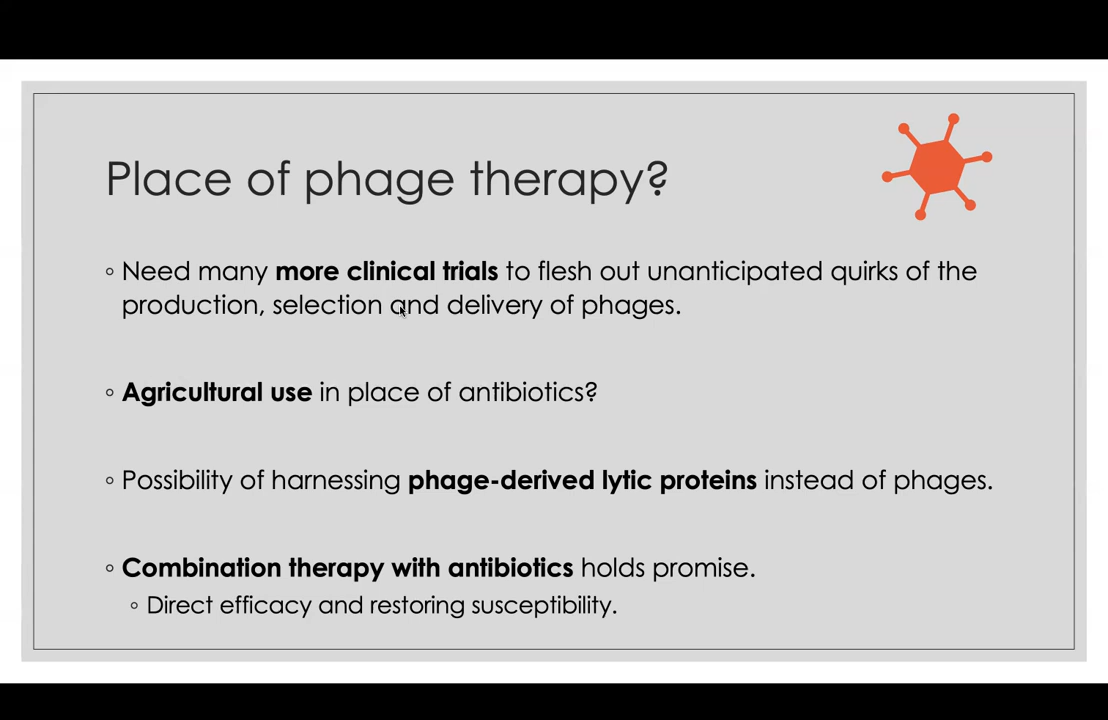 Place of phage therapy?
◦ Need many more clinical trials to flesh out unanticipated quirks of the
production, selection and delivery of phages.
◦ Agricultural use in place of antibiotics?
◦ Possibility of harnessing phage-derived lytic proteins instead of phages.
◦ Combination therapy with antibiotics holds promise.
◦ Direct efficacy and restoring susceptibility.